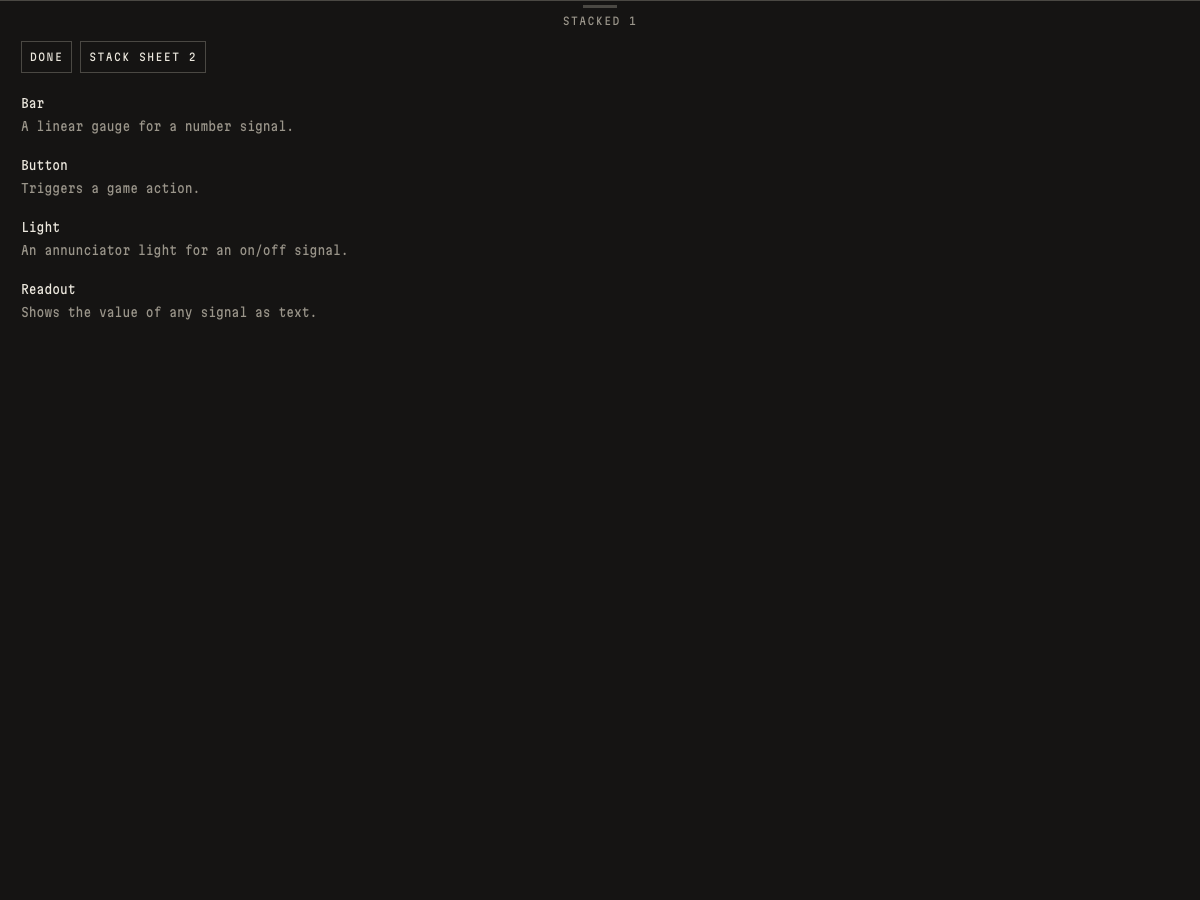 STACKED 1
DONE
STACK SHEET 2
Bar
A linear gauge for a number signal.
Button
Triggers a game action.
Light
An annunciator light for an on/off signal.
Readout
Shows the value of any signal as text.